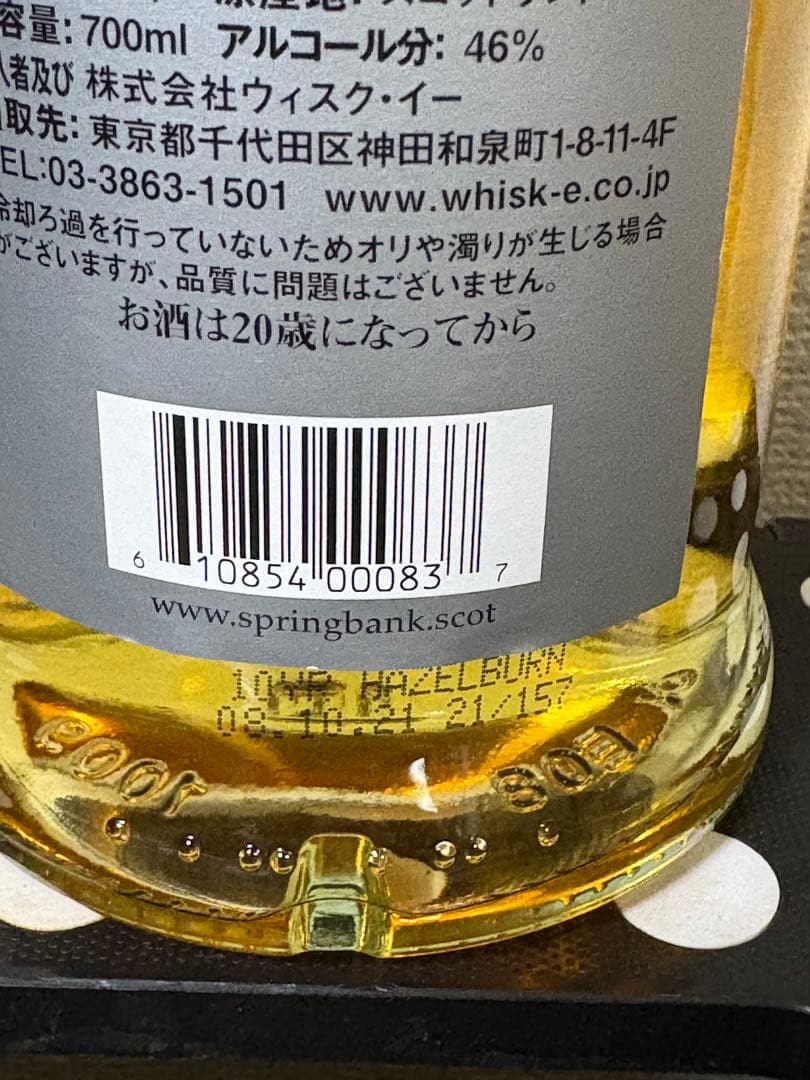 容量: 700ml アルコール分: 46%
入者及び 株式会社ウィスク・イー
取先: 東京都千代田区神田和泉町1-8-11-4F
EL:03-3863-1501 www.whisk-e.co.jp
冷却ろ過を行っていないためオリや濁りが生じる場合
がございますが、品質に問題はございません。
お酒は20歳になってから
6 10854 00083 7
www.springbank.scot
10YR HAZELBURN
08.10.21 21/157